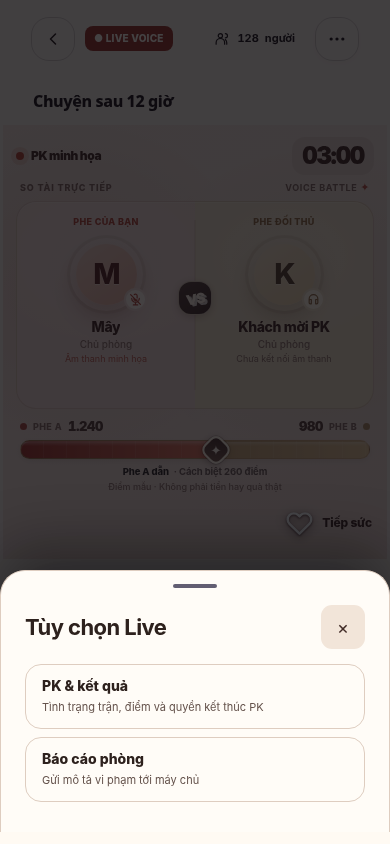 LIVE VOICE
128 người
Chuyện sau 12 giờ
PK minh họa
03:00
SO TÀI TRỰC TIẾP
VOICE BATTLE
PHE CỦA BẠN
PHE ĐỐI THỦ
M
K
VS
Mây
Khách mời PK
Chủ phòng
Chủ phòng
Âm thanh minh họa
Chưa kết nối âm thanh
PHE A 1.240
980 PHE B
Phe A dẫn · Cách biệt 260 điểm
Điểm mẫu · Không phải tiền hay quà thật
Tiếp sức
Tùy chọn Live
PK & kết quả
Tình trạng trận, điểm và quyền kết thúc PK
Báo cáo phòng
Gửi mô tả vi phạm tới máy chủ